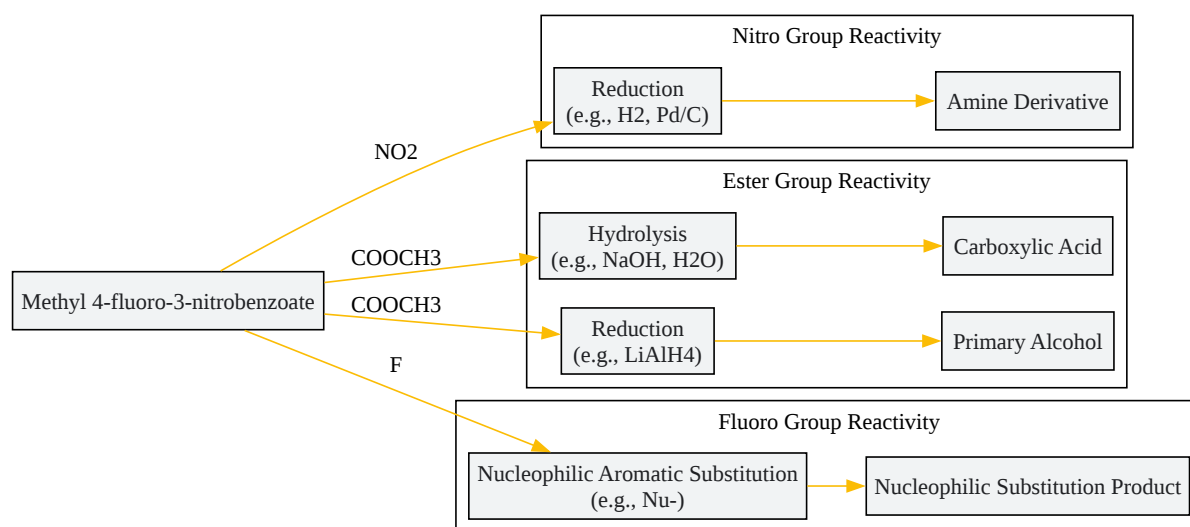 Nitro Group Reactivity
Reduction
(e.g., H2, Pd/C)
Amine Derivative
NO2
Ester Group Reactivity
Hydrolysis
(e.g., NaOH, H2O)
Carboxylic Acid
COOCH3
Methyl 4-fluoro-3-nitrobenzoate
COOCH3
Reduction
(e.g., LiAlH4)
Primary Alcohol
F
Fluoro Group Reactivity
Nucleophilic Aromatic Substitution
(e.g., Nu-)
Nucleophilic Substitution Product